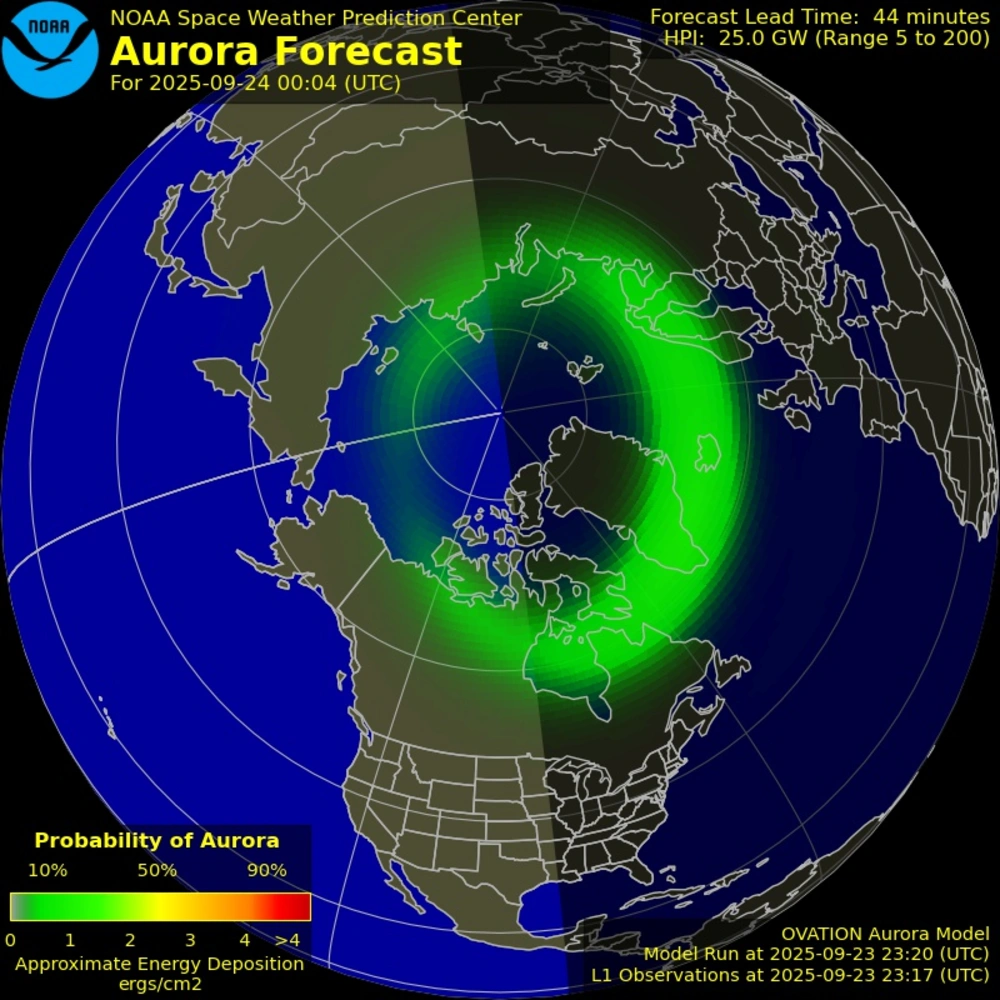 NOAA
NOAA Space Weather Prediction Center
Aurora Forecast
For 2025-09-24 00:04 (UTC)
Forecast Lead Time: 44 minutes
HPI: 25.0 GW (Range 5 to 200)
Probability of Aurora
10% 50% 90%
0 1 2 3 4 >4
Approximate Energy Deposition
ergs/cm2
OVATION Aurora Model
Model Run at 2025-09-23 23:20 (UTC)
L1 Observations at 2025-09-23 23:17 (UTC)